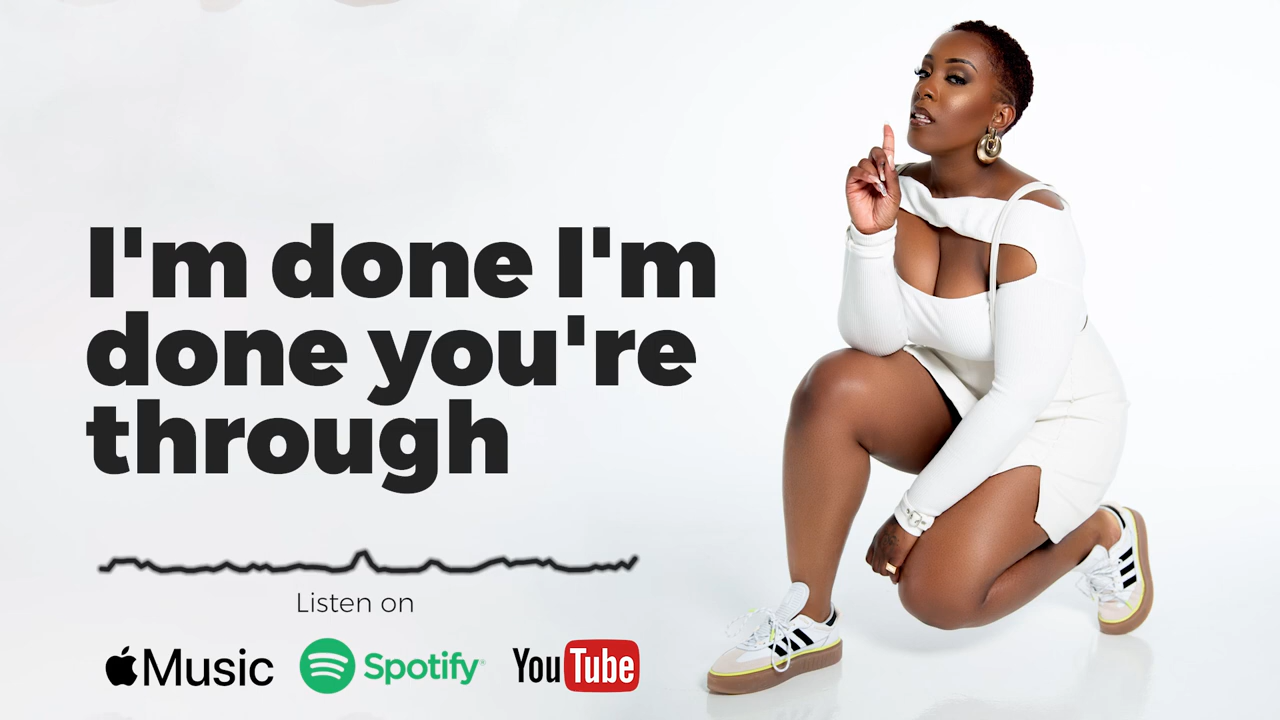 I'm done I'm
done you're
through
Listen on
Music Spotify YouTube